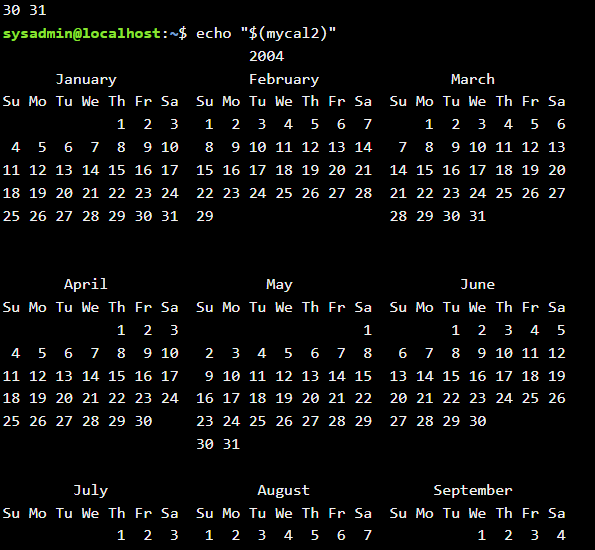 30 31
sysadmin@localhost:~$ echo "$(mycal2)"
                            2004
      January               February               March
Su Mo Tu We Th Fr Sa  Su Mo Tu We Th Fr Sa  Su Mo Tu We Th Fr Sa
             1  2  3   1  2  3  4  5  6  7      1  2  3  4  5  6
 4  5  6  7  8  9 10   8  9 10 11 12 13 14   7  8  9 10 11 12 13
11 12 13 14 15 16 17  15 16 17 18 19 20 21  14 15 16 17 18 19 20
18 19 20 21 22 23 24  22 23 24 25 26 27 28  21 22 23 24 25 26 27
25 26 27 28 29 30 31  29                    28 29 30 31

       April                  May                   June
Su Mo Tu We Th Fr Sa  Su Mo Tu We Th Fr Sa  Su Mo Tu We Th Fr Sa
             1  2  3                     1         1  2  3  4  5
 4  5  6  7  8  9 10   2  3  4  5  6  7  8   6  7  8  9 10 11 12
11 12 13 14 15 16 17   9 10 11 12 13 14 15  13 14 15 16 17 18 19
18 19 20 21 22 23 24  16 17 18 19 20 21 22  20 21 22 23 24 25 26
25 26 27 28 29 30     23 24 25 26 27 28 29  27 28 29 30
                      30 31

        July                 August              September
Su Mo Tu We Th Fr Sa  Su Mo Tu We Th Fr Sa  Su Mo Tu We Th Fr Sa
             1  2  3   1  2  3  4  5  6  7            1  2  3  4